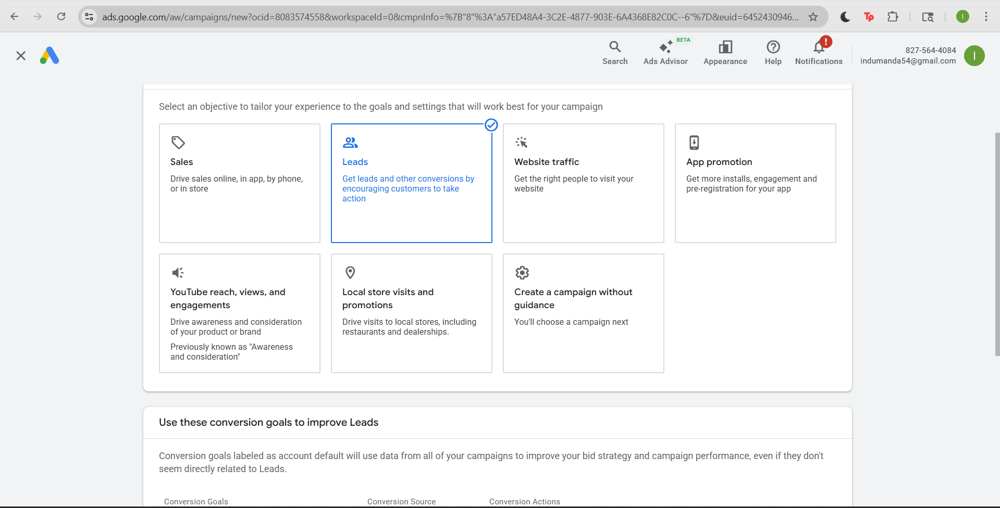 ads.google.com/aw/campaigns/new?ocid=8083574558&workspaceId=0&cmpnInfo=%7B"8"%3A"a57ED48A4-3C2E-4877-903E-6A4368E82C0C--6"%7D&euid=6452430946...
Tp
I
BETA
!
Search
Ads Advisor
Appearance
Help
Notifications
827-564-4084
indumanda54@gmail.com
I
Select an objective to tailor your experience to the goals and settings that will work best for your campaign
Sales
Drive sales online, in app, by phone,
or in store
Leads
Get leads and other conversions by
encouraging customers to take
action
Website traffic
Get the right people to visit your
website
App promotion
Get more installs, engagement and
pre-registration for your app
YouTube reach, views, and
engagements
Drive awareness and consideration
of your product or brand
Previously known as "Awareness
and consideration"
Local store visits and
promotions
Drive visits to local stores, including
restaurants and dealerships.
Create a campaign without
guidance
You'll choose a campaign next
Use these conversion goals to improve Leads
Conversion goals labeled as account default will use data from all of your campaigns to improve your bid strategy and campaign performance, even if they don't
seem directly related to Leads.
Conversion Goals
Conversion Source
Conversion Actions